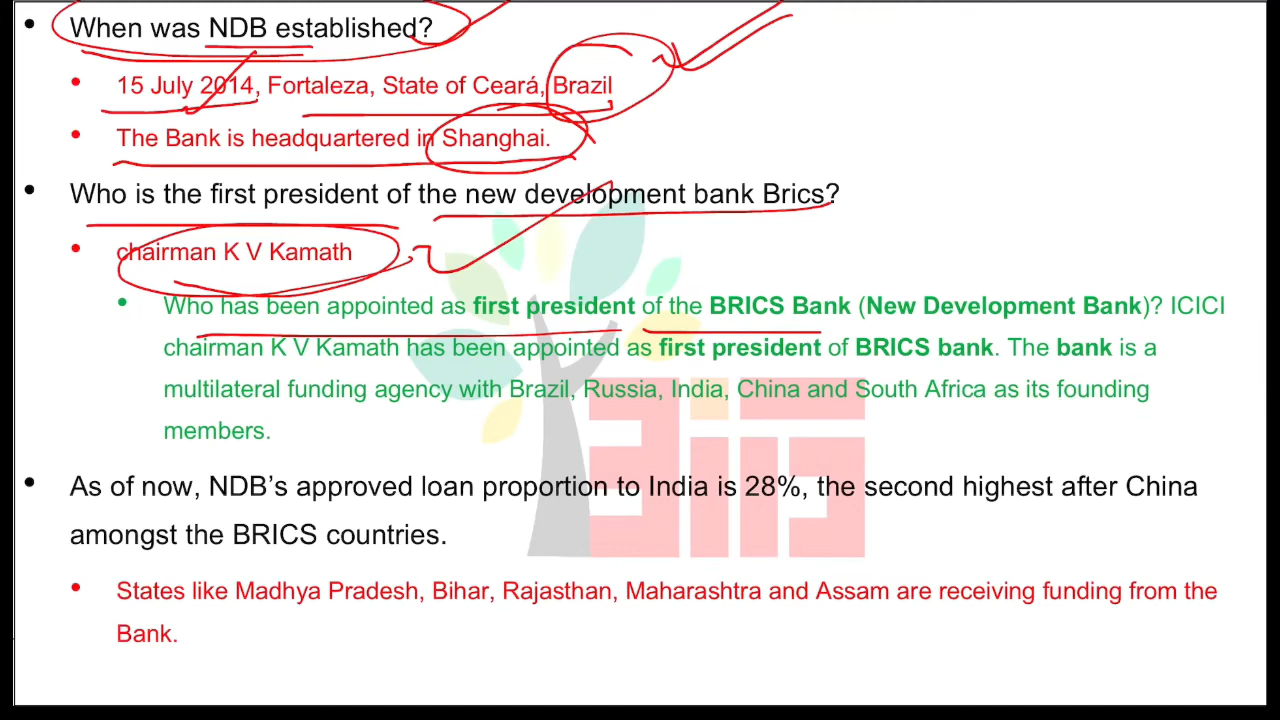 When was NDB established?
15 July 2014, Fortaleza, State of Ceará, Brazil
The Bank is headquartered in Shanghai.
Who is the first president of the new development bank Brics?
chairman K V Kamath
Who has been appointed as first president of the BRICS Bank (New Development Bank)? ICICI
chairman K V Kamath has been appointed as first president of BRICS bank. The bank is a
multilateral funding agency with Brazil, Russia, India, China and South Africa as its founding
members.
As of now, NDB’s approved loan proportion to India is 28%, the second highest after China
amongst the BRICS countries.
States like Madhya Pradesh, Bihar, Rajasthan, Maharashtra and Assam are receiving funding from the
Bank.